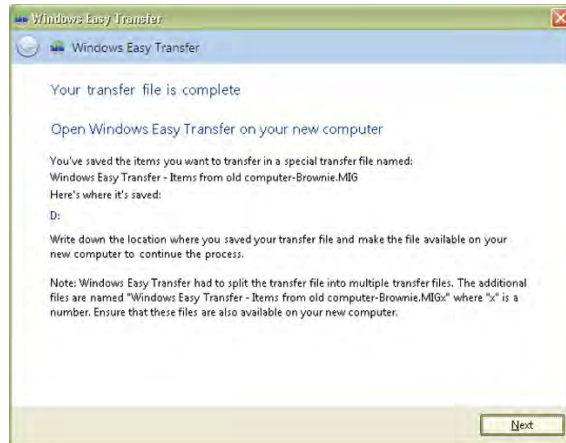 Windows Easy Transfer
Windows Easy Transfer
Your transfer file is complete
Open Windows Easy Transfer on your new computer
You've saved the items you want to transfer in a special transfer file named:
Windows Easy Transfer - Items from old computer-Brownie.MIG
Here's where it's saved:
D:
Write down the location where you saved your transfer file and make the file available on your
new computer to continue the process.
Note: Windows Easy Transfer had to split the transfer file into multiple transfer files. The additional
files are named "Windows Easy Transfer - Items from old computer-Brownie.MIGx" where "x" is a
number. Ensure that these files are also available on your new computer.
Next